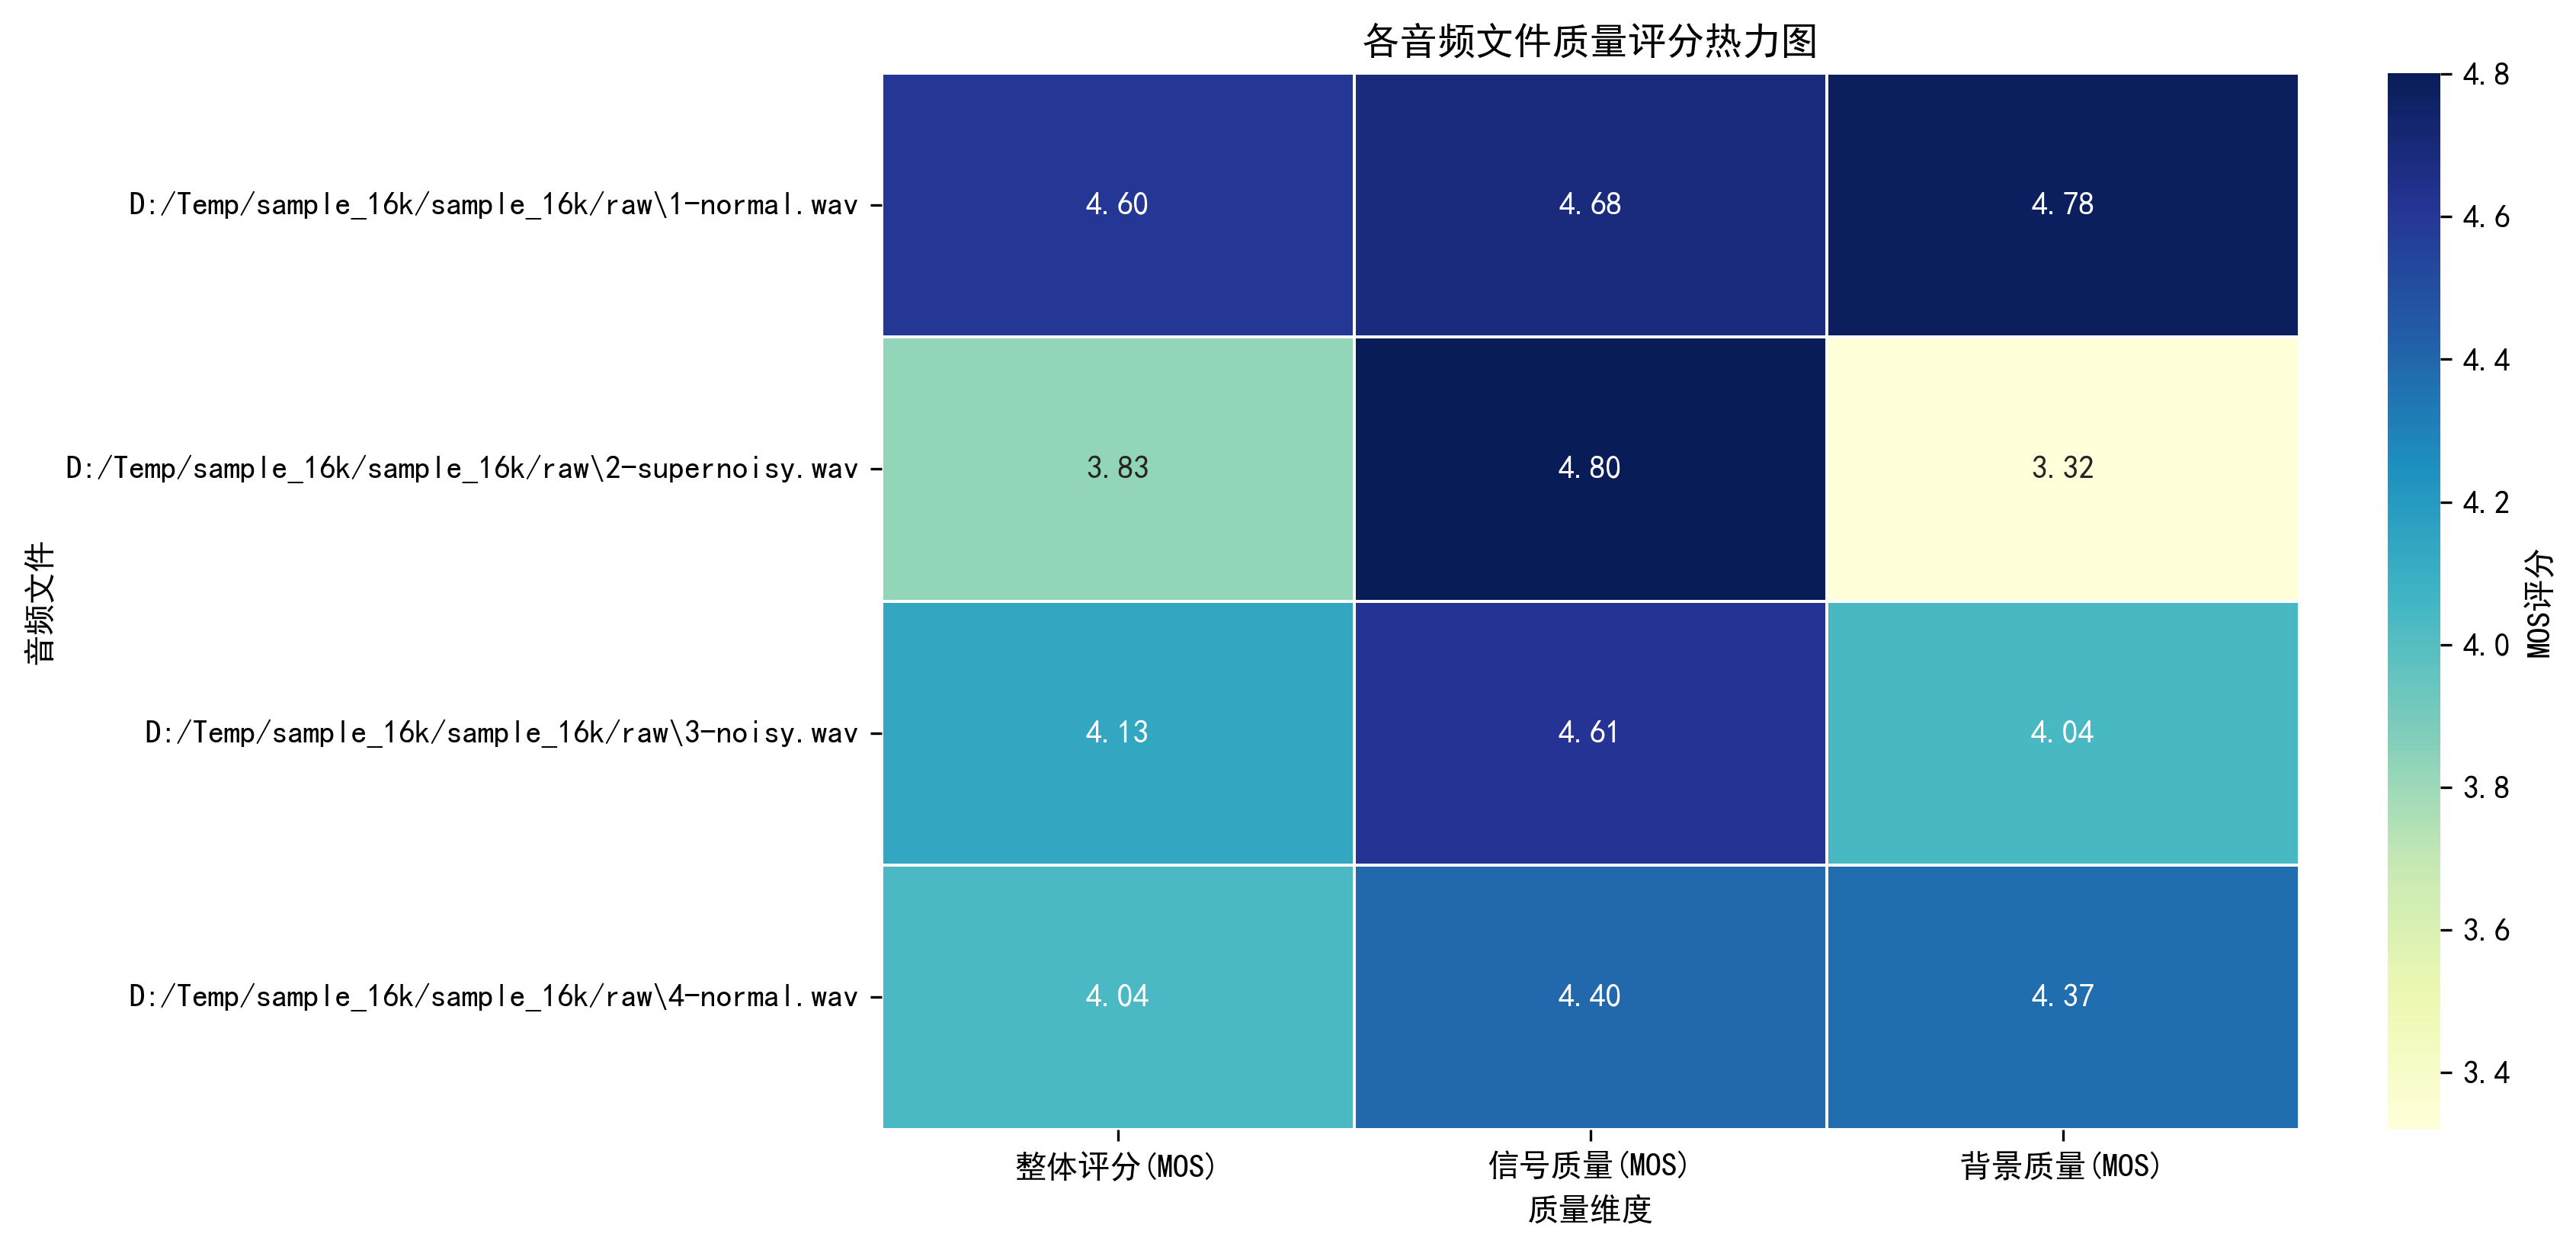 各音频文件质量评分热力图
音频文件
D:/Temp/sample_16k/sample_16k/raw\1-normal.wav
4.60
4.68
4.78
D:/Temp/sample_16k/sample_16k/raw\2-supernoisy.wav
3.83
4.80
3.32
D:/Temp/sample_16k/sample_16k/raw\3-noisy.wav
4.13
4.61
4.04
D:/Temp/sample_16k/sample_16k/raw\4-normal.wav
4.04
4.40
4.37
整体评分(MOS)
信号质量(MOS)
背景质量(MOS)
质量维度
4.8
4.6
4.4
4.2
4.0
3.8
3.6
3.4
MOS评分